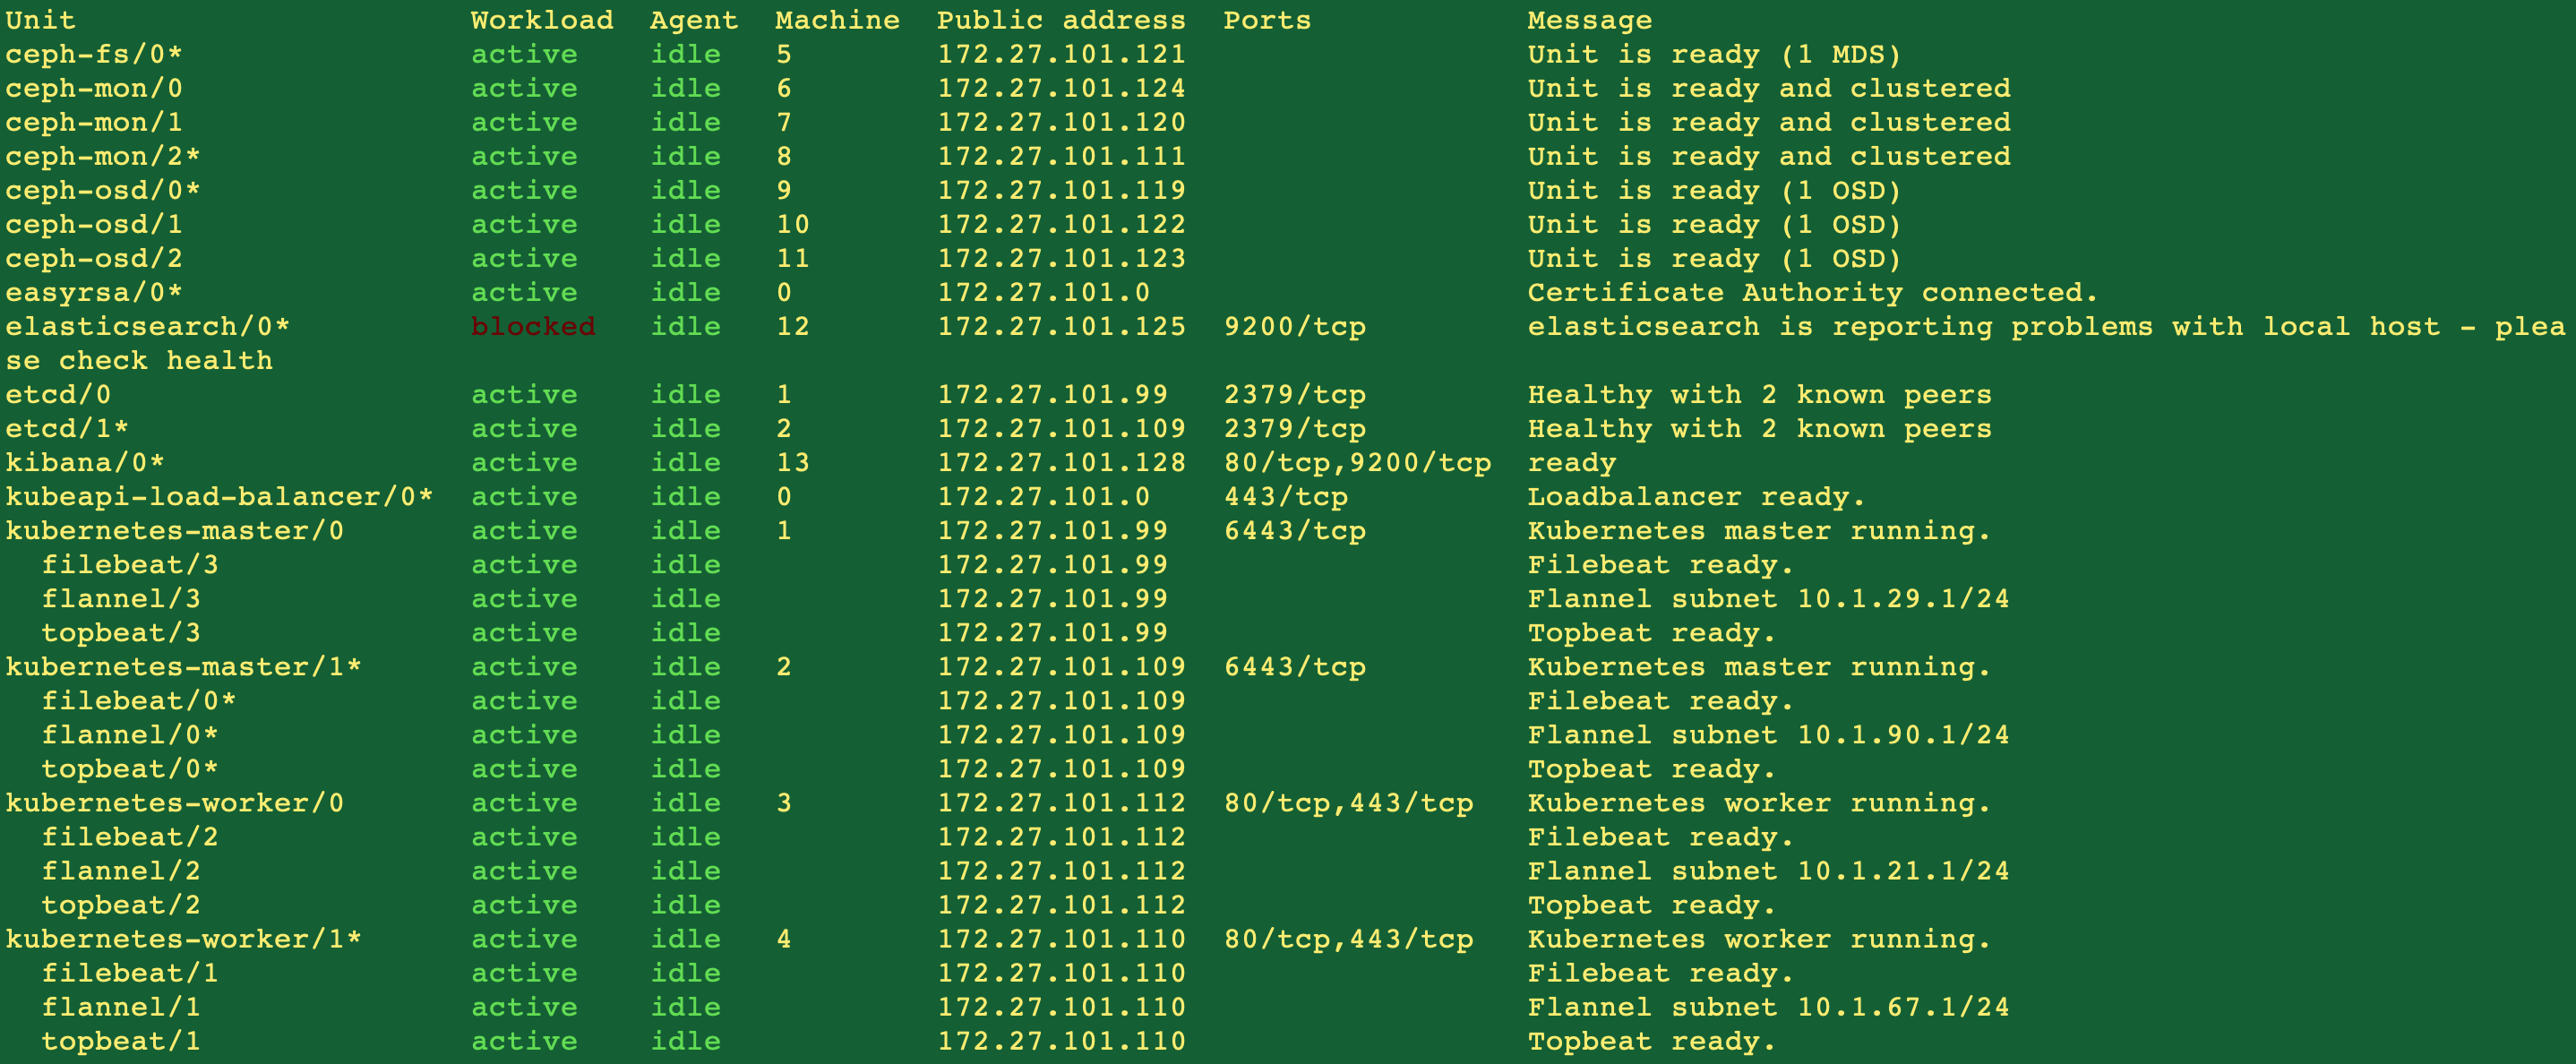 Unit                      Workload  Agent  Machine  Public address  Ports            Message
ceph-fs/0*                active    idle   5        172.27.101.121                   Unit is ready (1 MDS)
ceph-mon/0                active    idle   6        172.27.101.124                   Unit is ready and clustered
ceph-mon/1                active    idle   7        172.27.101.120                   Unit is ready and clustered
ceph-mon/2*               active    idle   8        172.27.101.111                   Unit is ready and clustered
ceph-osd/0*               active    idle   9        172.27.101.119                   Unit is ready (1 OSD)
ceph-osd/1                active    idle   10       172.27.101.122                   Unit is ready (1 OSD)
ceph-osd/2                active    idle   11       172.27.101.123                   Unit is ready (1 OSD)
easyrsa/0*                active    idle   0        172.27.101.0                     Certificate Authority connected.
elasticsearch/0*          blocked   idle   12       172.27.101.125  9200/tcp         elasticsearch is reporting problems with local host - plea
se check health
etcd/0                    active    idle   1        172.27.101.99   2379/tcp         Healthy with 2 known peers
etcd/1*                   active    idle   2        172.27.101.109  2379/tcp         Healthy with 2 known peers
kibana/0*                 active    idle   13       172.27.101.128  80/tcp,9200/tcp  ready
kubeapi-load-balancer/0*  active    idle   0        172.27.101.0    443/tcp          Loadbalancer ready.
kubernetes-master/0       active    idle   1        172.27.101.99   6443/tcp         Kubernetes master running.
  filebeat/3              active    idle            172.27.101.99                    Filebeat ready.
  flannel/3               active    idle            172.27.101.99                    Flannel subnet 10.1.29.1/24
  topbeat/3               active    idle            172.27.101.99                    Topbeat ready.
kubernetes-master/1*      active    idle   2        172.27.101.109  6443/tcp         Kubernetes master running.
  filebeat/0*             active    idle            172.27.101.109                   Filebeat ready.
  flannel/0*              active    idle            172.27.101.109                   Flannel subnet 10.1.90.1/24
  topbeat/0*              active    idle            172.27.101.109                   Topbeat ready.
kubernetes-worker/0       active    idle   3        172.27.101.112  80/tcp,443/tcp   Kubernetes worker running.
  filebeat/2              active    idle            172.27.101.112                   Filebeat ready.
  flannel/2               active    idle            172.27.101.112                   Flannel subnet 10.1.21.1/24
  topbeat/2               active    idle            172.27.101.112                   Topbeat ready.
kubernetes-worker/1*      active    idle   4        172.27.101.110  80/tcp,443/tcp   Kubernetes worker running.
  filebeat/1              active    idle            172.27.101.110                   Filebeat ready.
  flannel/1               active    idle            172.27.101.110                   Flannel subnet 10.1.67.1/24
  topbeat/1               active    idle            172.27.101.110                   Topbeat ready.